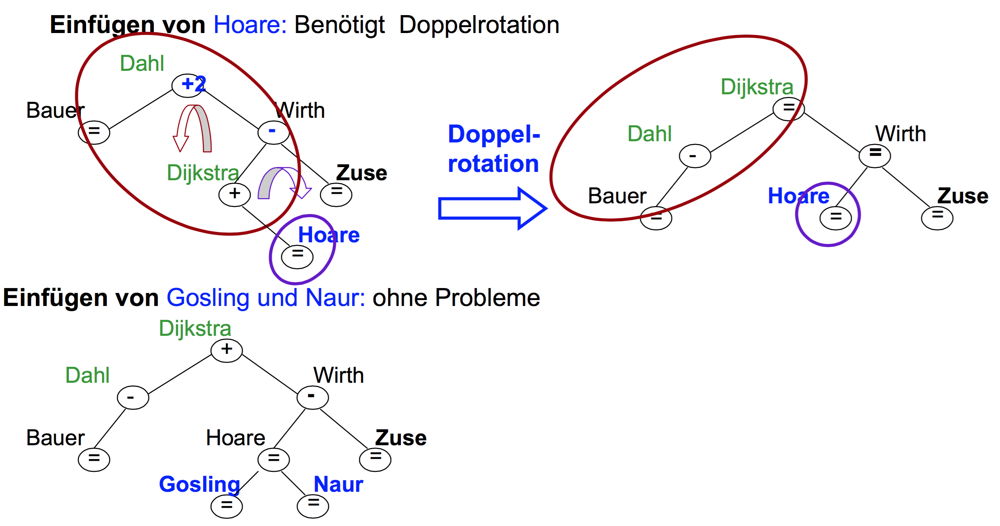 Einfügen von Hoare: Benötigt Doppelrotation
Dahl
+2
Bauer
=
Wirth
-
Dijkstra
+
Zuse
=
Hoare
=
Doppel-
rotation
Dijkstra
=
Dahl
-
Wirth
=
Bauer
=
Hoare
=
Zuse
=
Einfügen von Gosling und Naur: ohne Probleme
Dijkstra
+
Dahl
-
Wirth
-
Bauer
=
Hoare
=
Zuse
=
Gosling
=
Naur
=